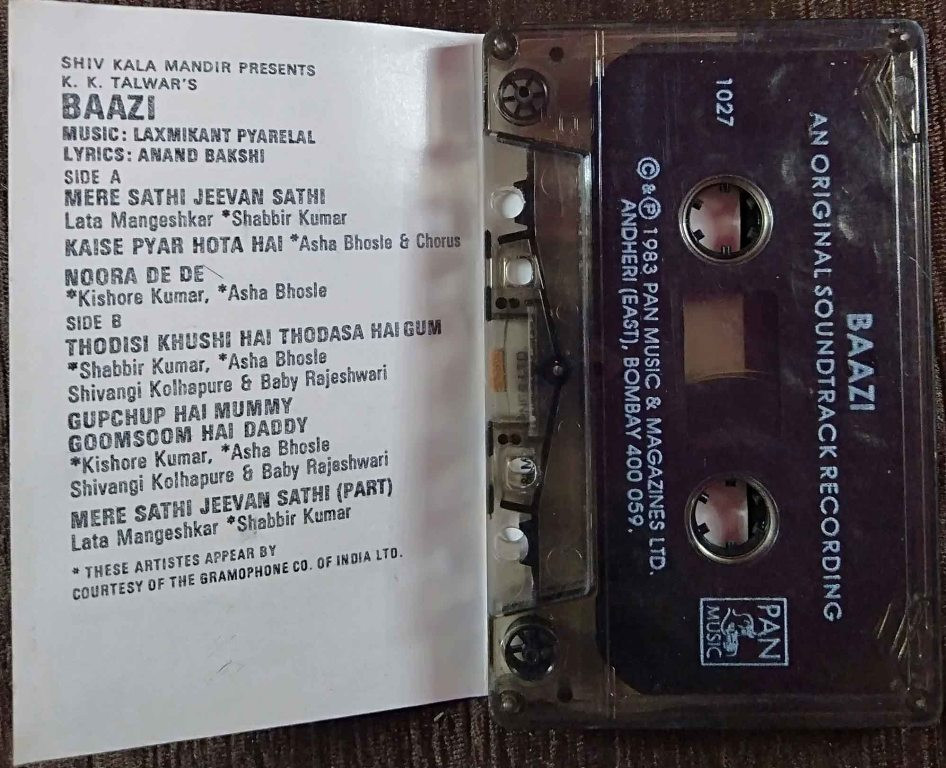 SHIV KALA MANDIR PRESENTS
K. K. TALWAR'S
BAAZI
MUSIC: LAXMIKANT PYARELAL
LYRICS: ANAND BAKSHI
SIDE A
MERE SATHI JEEVAN SATHI
Lata Mangeshkar *Shabbir Kumar
KAISE PYAR HOTA HAI *Asha Bhosle & Chorus
NOORA DE DE
*Kishore Kumar, *Asha Bhosle
SIDE B
THODISI KHUSHI HAI THODASA HAI GUM
*Shabbir Kumar, *Asha Bhosle
Shivangi Kolhapure & Baby Rajeshwari
GUPCHUP HAI MUMMY
GOOMSOOM HAI DADDY
*Kishore Kumar, *Asha Bhosle
Shivangi Kolhapure & Baby Rajeshwari
MERE SATHI JEEVAN SATHI (PART)
Lata Mangeshkar *Shabbir Kumar
* THESE ARTISTES APPEAR BY
COURTESY OF THE GRAMOPHONE CO. OF INDIA LTD.
BAAZI
AN ORIGINAL SOUNDTRACK RECORDING
1027
© & ℗ 1983 PAN MUSIC & MAGAZINES LTD.
ANDHERI (EAST), BOMBAY 400 059.
PAN
MUSIC